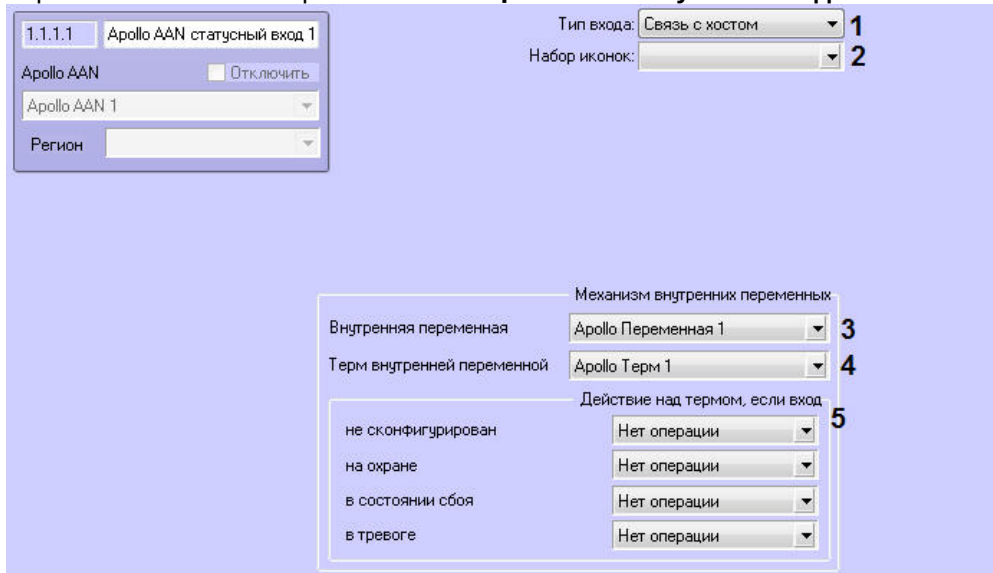 1.1.1.1 Apollo AAN статусный вход 1
Apollo AAN Отключить
Apollo AAN 1
Регион
Тип входа: Связь с хостом 1
Набор иконок: 2
Механизм внутренних переменных
Внутренняя переменная Apollo Переменная 1 3
Терм внутренней переменной Apollo Терм 1 4
Действие над термом, если вход 5
не сконфигурирован Нет операции
на охране Нет операции
в состоянии сбоя Нет операции
в тревоге Нет операции